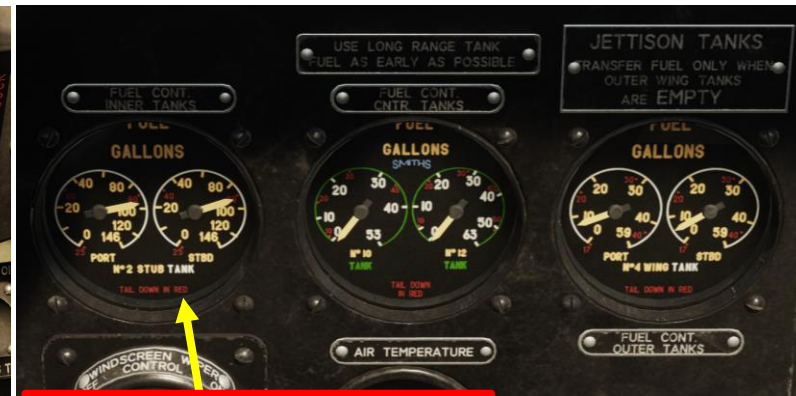 USE LONG RANGE TANK
FUEL AS EARLY AS POSSIBLE
JETTISON TANKS
TRANSFER FUEL ONLY WHEN
OUTER WING TANKS
ARE EMPTY
FUEL CONT.
INNER TANKS
FUEL CONT.
CNTR. TANKS
FUEL
GALLONS
0 20 40 80 100 120 146
25
0 20 40 80 100 120 146
25
PORT STBD
Nº2 STUB TANK
TAIL DOWN IN RED
FUEL
GALLONS
SMITHS
0 10 20 30 40 53
0 10 20 30 40 50 63
Nº10
TANK
Nº12
TANK
TAIL DOWN
IN RED
FUEL
GALLONS
0 10 20 30 40 59
17
0 10 20 30 40 59
17
PORT STBD
Nº4 WING TANK
TAIL DOWN IN RED
FUEL CONT.
OUTER TANKS
WINDSCREEN WIPER
CONTROL
AIR TEMPERATURE